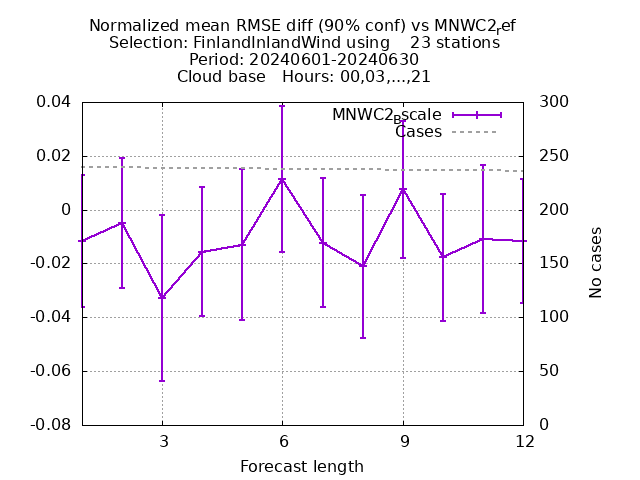 Normalized mean RMSE diff (90% conf) vs MNWC2_ref
Selection: FinlandInlandWind using    23 stations
Period: 20240601-20240630
Cloud base   Hours: 00,03,...,21
MNWC2_Bscale
Cases
0.04
0.02
0
-0.02
-0.04
-0.06
-0.08
300
250
200
150
100
50
0
No cases
3 6 9 12
Forecast length